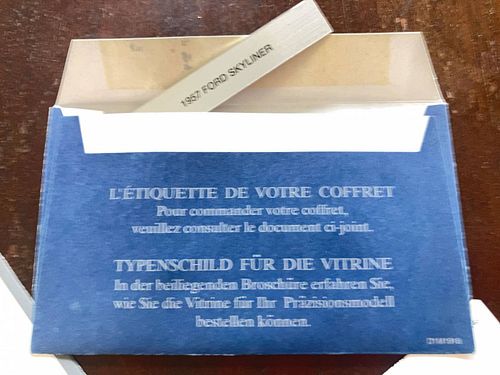 1957 FORD SKYLINER
L'ÉTIQUETTE DE VOTRE COFFRET
Pour commander votre coffret,
veuillez consulter le document ci-joint.
TYPENSCHILD FÜR DIE VITRINE
In der beiliegenden Broschüre erfahren Sie,
wie Sie die Vitrine für Ihr Präzisionsmodell
bestellen können.